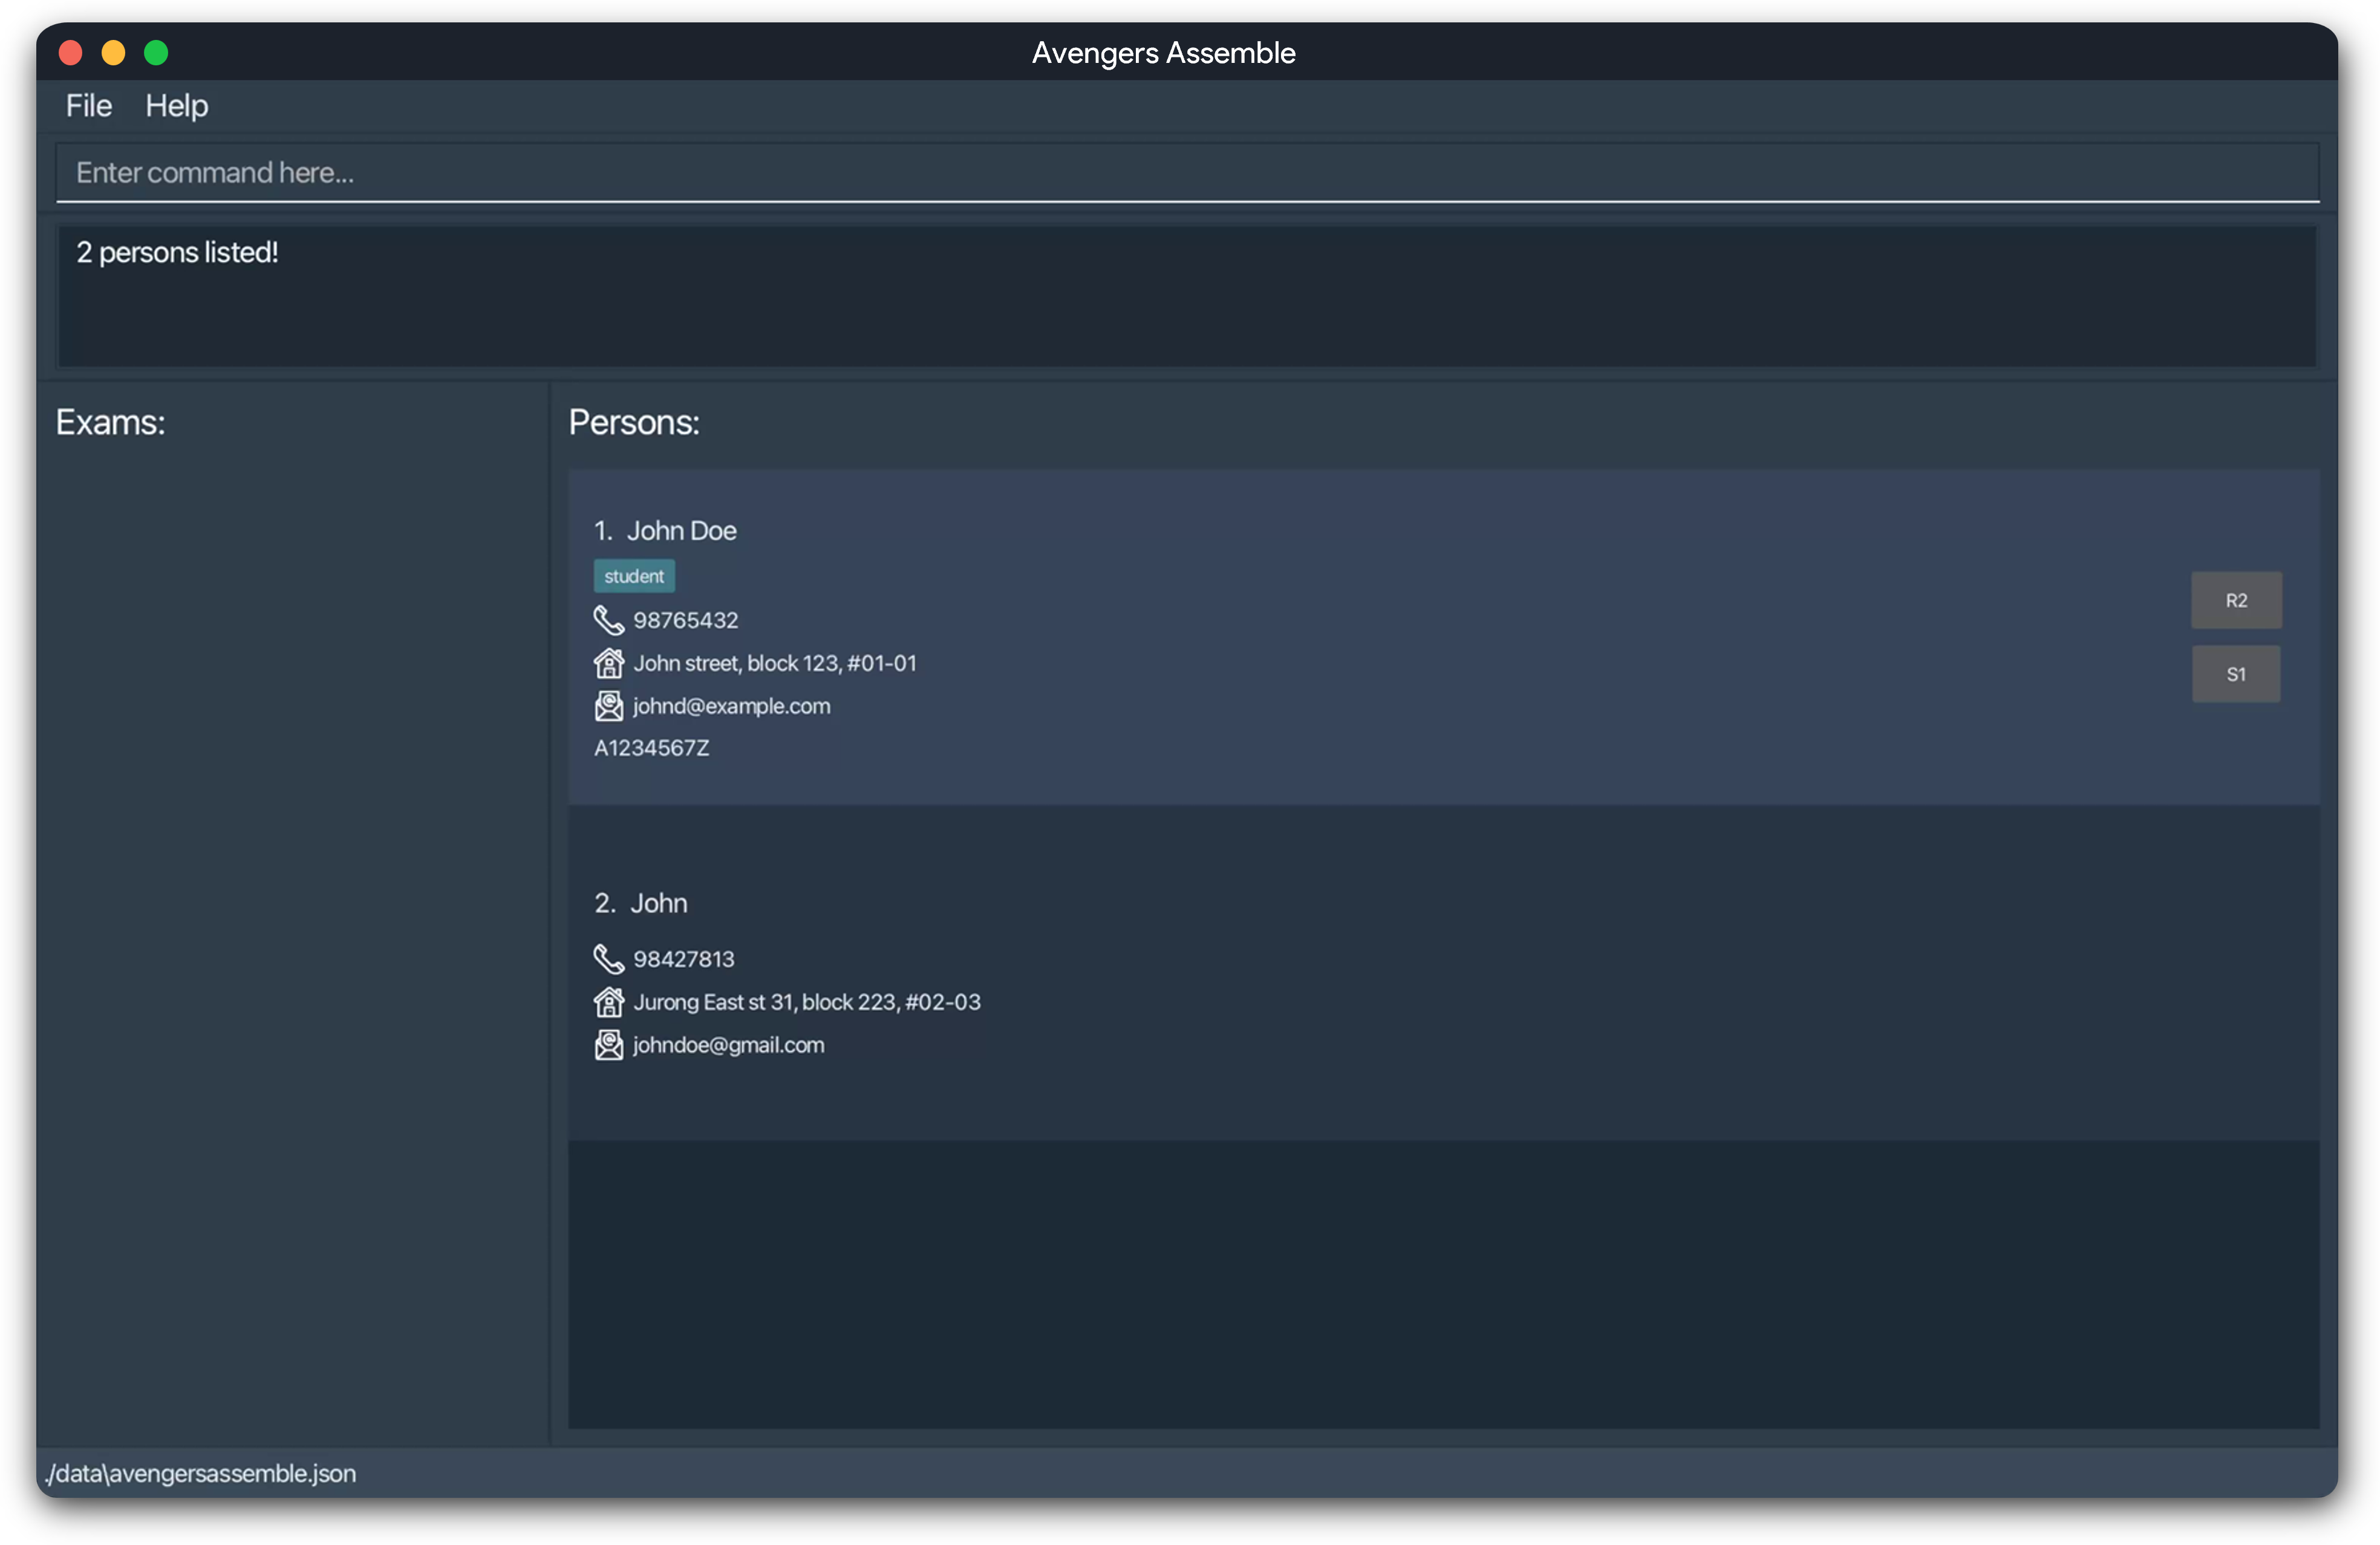 Avengers Assemble
File Help
Enter command here...
2 persons listed!
Exams:
Persons:
1. John Doe
student
98765432
John street, block 123, #01-01
johnd@example.com
A1234567Z
R2
S1
2. John
98427813
Jurong East st 31, block 223, #02-03
johndoe@gmail.com
./data\avengersassemble.json